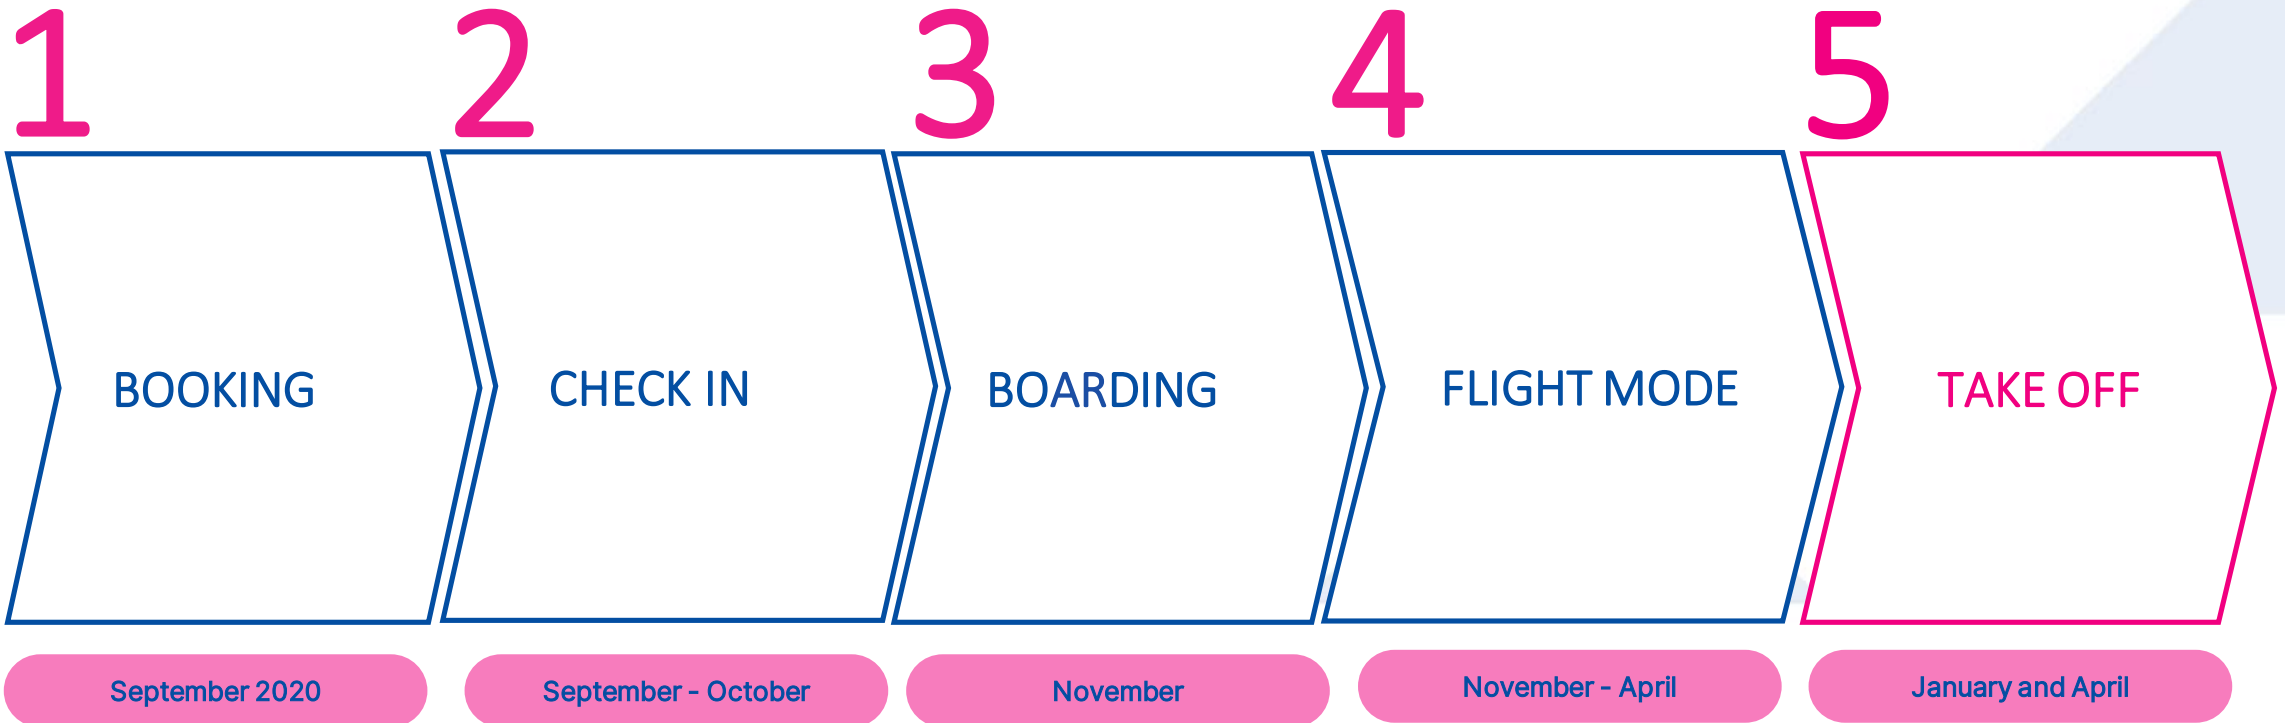 1
2
3
4
5
BOOKING
CHECK IN
BOARDING
FLIGHT MODE
TAKE OFF
September 2020
September - October
November
November - April
January and April